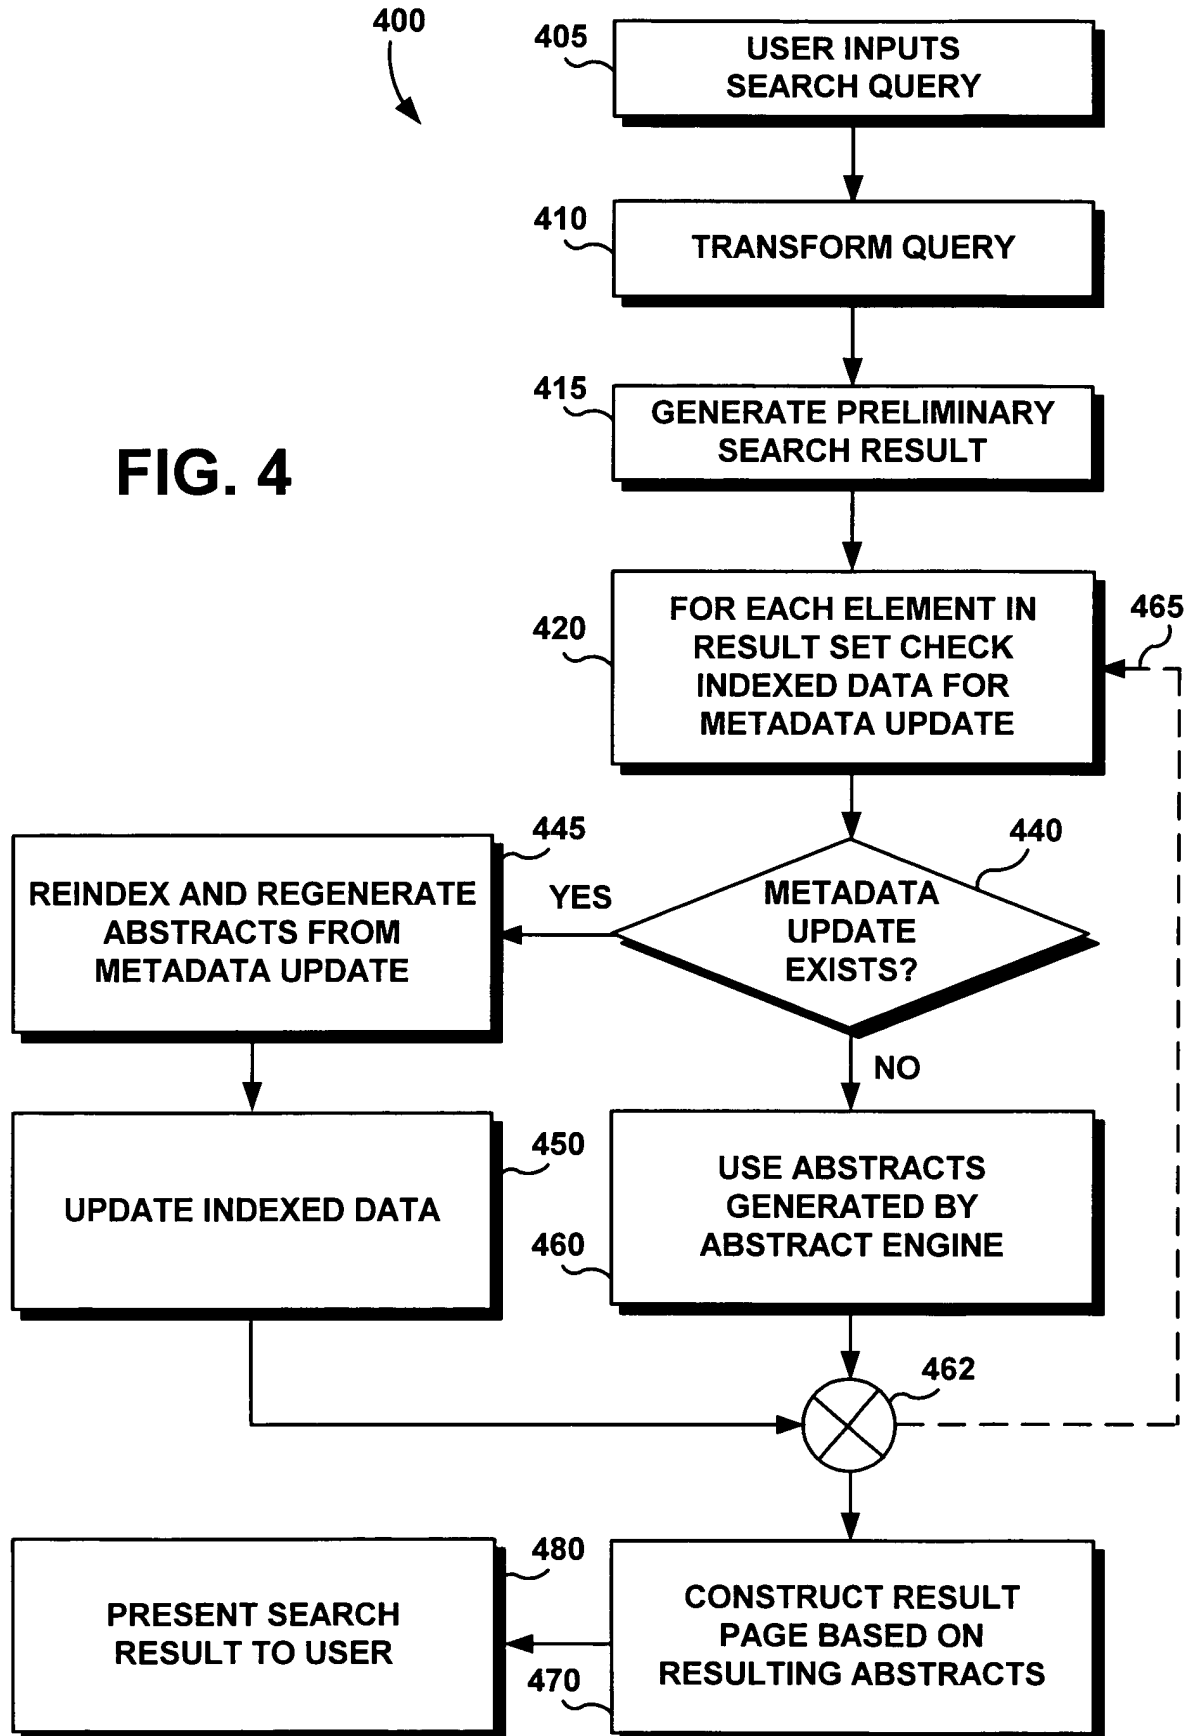 400
405
USER INPUTS
SEARCH QUERY
410
TRANSFORM QUERY
415
GENERATE PRELIMINARY
SEARCH RESULT
FIG. 4
420
FOR EACH ELEMENT IN
RESULT SET CHECK
INDEXED DATA FOR
METADATA UPDATE
465
440
METADATA
UPDATE
EXISTS?
YES
445
REINDEX AND REGENERATE
ABSTRACTS FROM
METADATA UPDATE
NO
450
UPDATE INDEXED DATA
460
USE ABSTRACTS
GENERATED BY
ABSTRACT ENGINE
462
470
CONSTRUCT RESULT
PAGE BASED ON
RESULTING ABSTRACTS
480
PRESENT SEARCH
RESULT TO USER